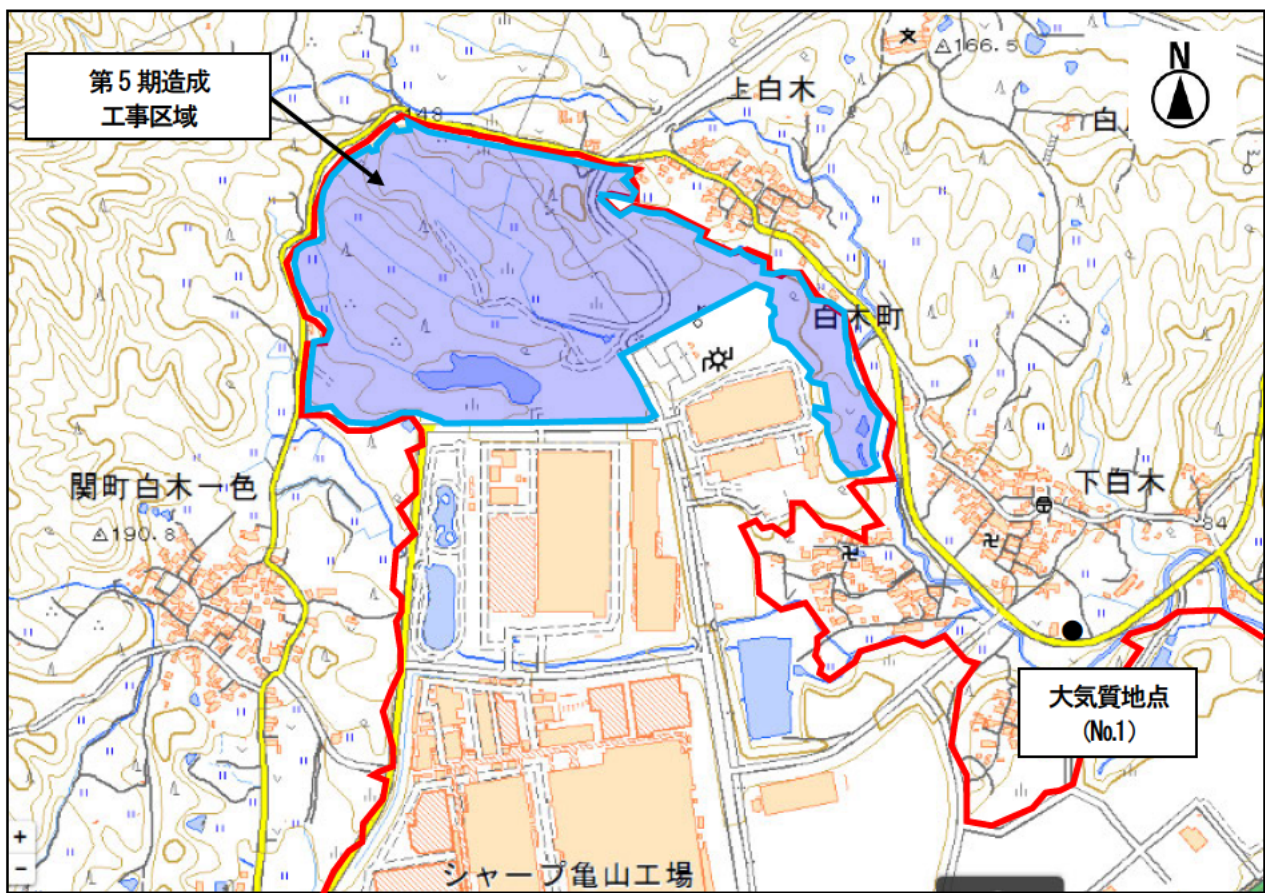 第5期造成
工事区域
149
上白木
166.5
N
白
白木町
関町白木一色
190.8
下白木
84
大気質地点
(No.1)
シャープ亀山工場
+
−